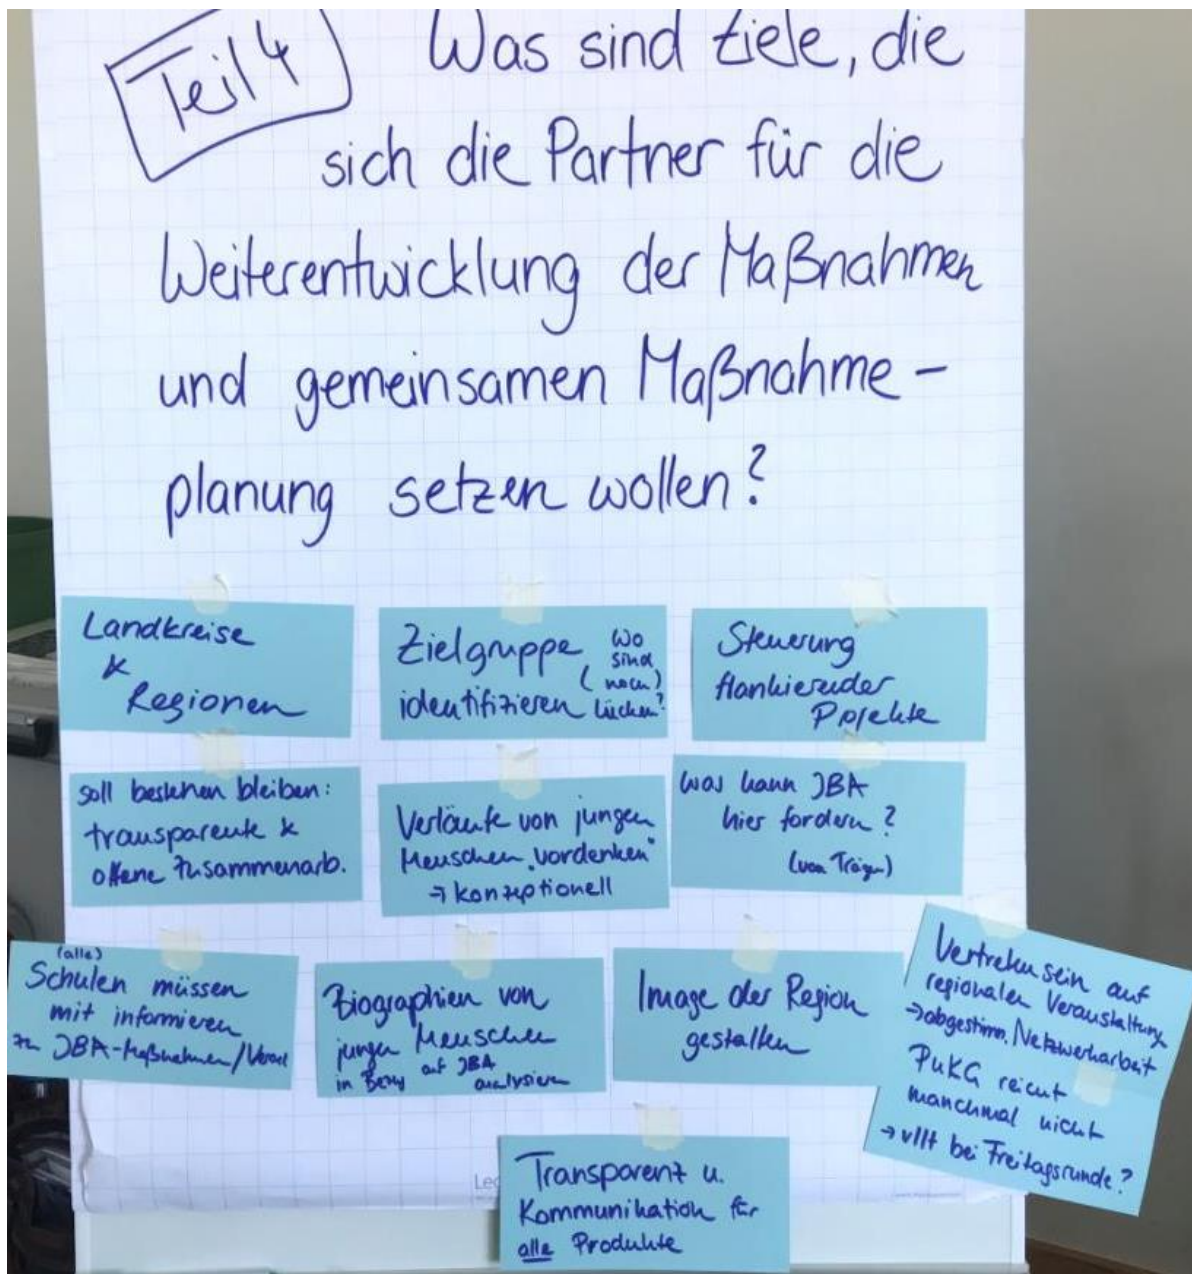 Teil 4
Was sind Ziele, die
sich die Partner für die
Weiterentwicklung der Maßnahmen
und gemeinsamen Maßnahme-
planung setzen wollen?
Landkreise
&
Regionen
Zielgruppe
identifizieren
Wo
sind
(noch)
Lücken?
Steuerung
flankierender
Projekte
soll bestehen bleiben:
transparente &
offene Zusammenarb.
Verläufe von jungen
Menschen "vordenken"
→ konzeptionell
Was kann JBA
hier fordern?
(von Träger)
(alle)
Schulen müssen
mit informieren
zu JBA-Maßnahmen/
Biographien von
jungen Menschen
in Bezug auf JBA
analysieren
Image der Region
gestalten
Vertreten sein auf
regionalen Veranstaltung
→ abgestimm. Netzwerkarbeit
PuKG reicht
manchmal nicht
→ vllt bei Freitagsrunde?
Transparenz u.
Kommunikation für
alle Produkte